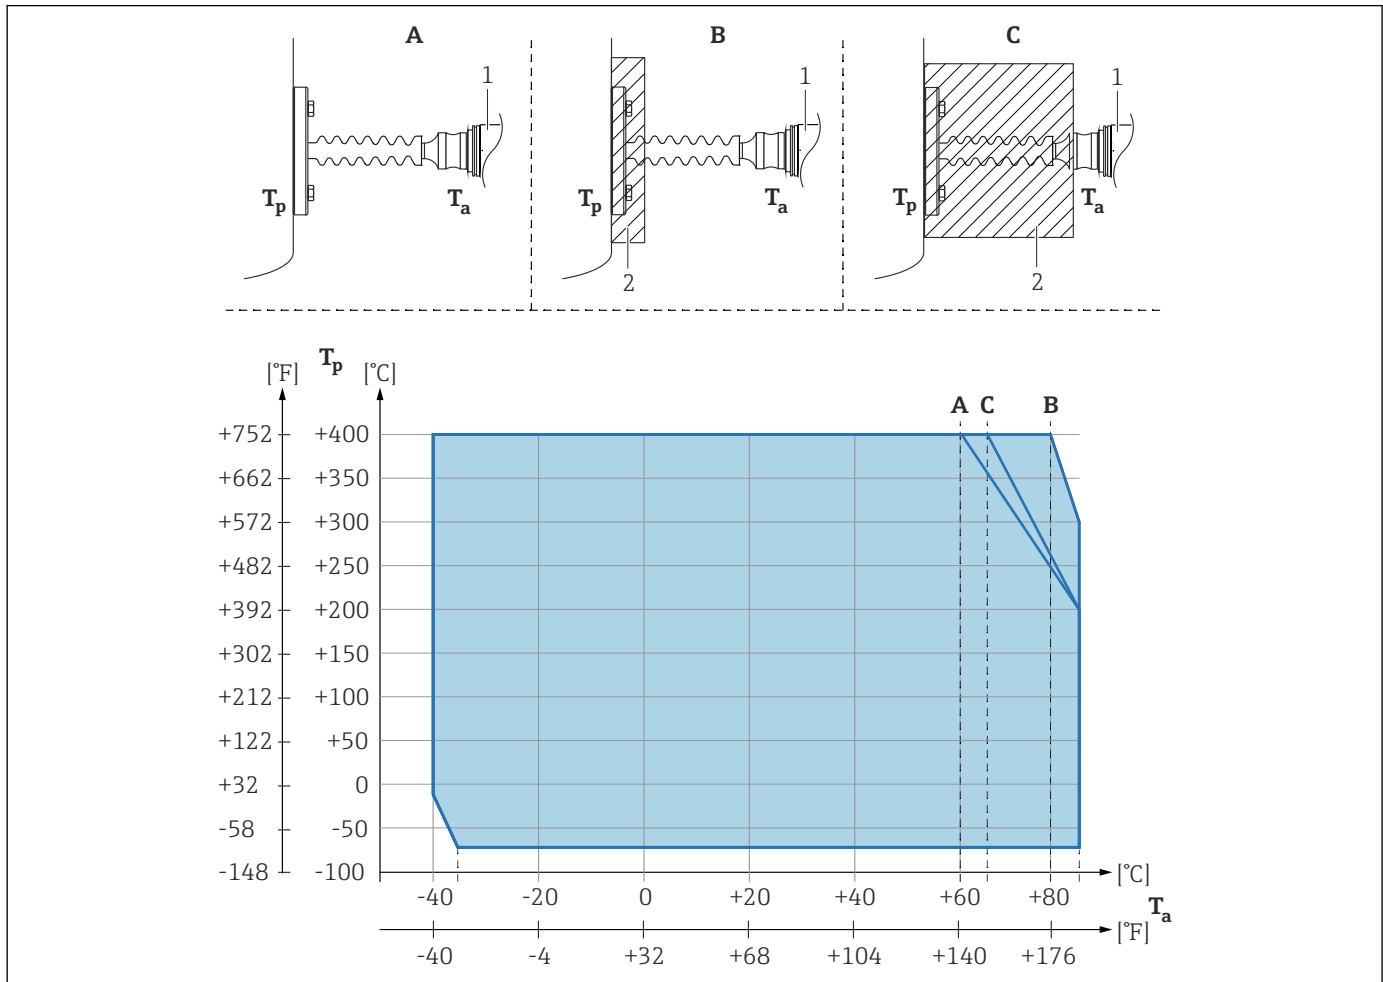 A B C
1 1 1
Tp Ta Tp Ta Tp Ta
2 2 2
Tp
[°F] [°C]
A C B
+752 +400
+662 +350
+572 +300
+482 +250
+392 +200
+302 +150
+212 +100
+122 +50
+32 0
-58 -50
-148 -100
[°C]
-40 -20 0 +20 +40 +60 +80
Ta
[°F]
-40 -4 +32 +68 +104 +140 +176